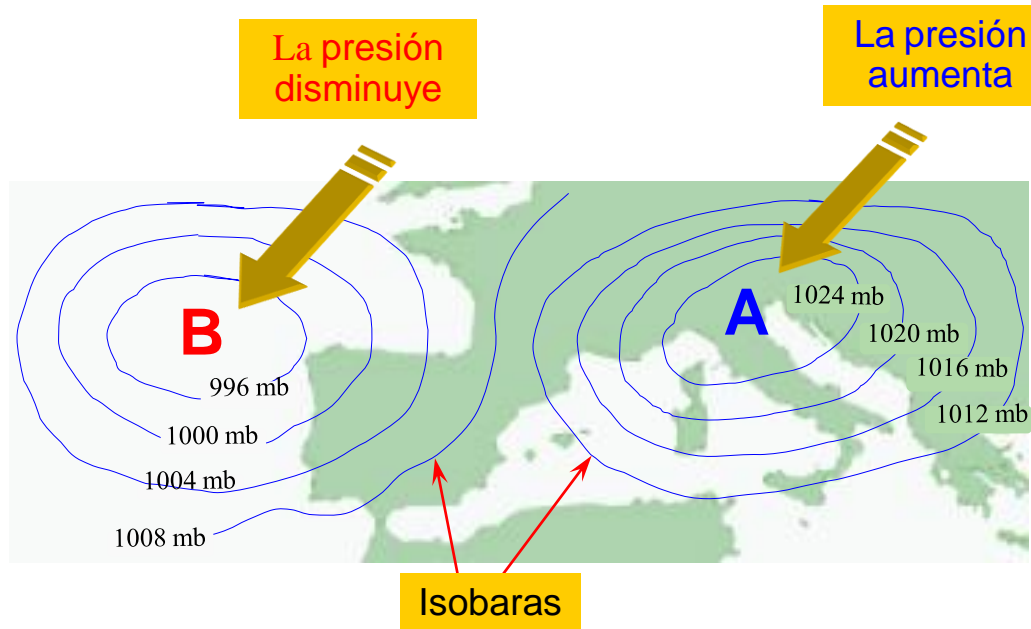 La presión
disminuye
La presión
aumenta
B
A
1024 mb
1020 mb
1016 mb
1012 mb
996 mb
1000 mb
1004 mb
1008 mb
Isobaras